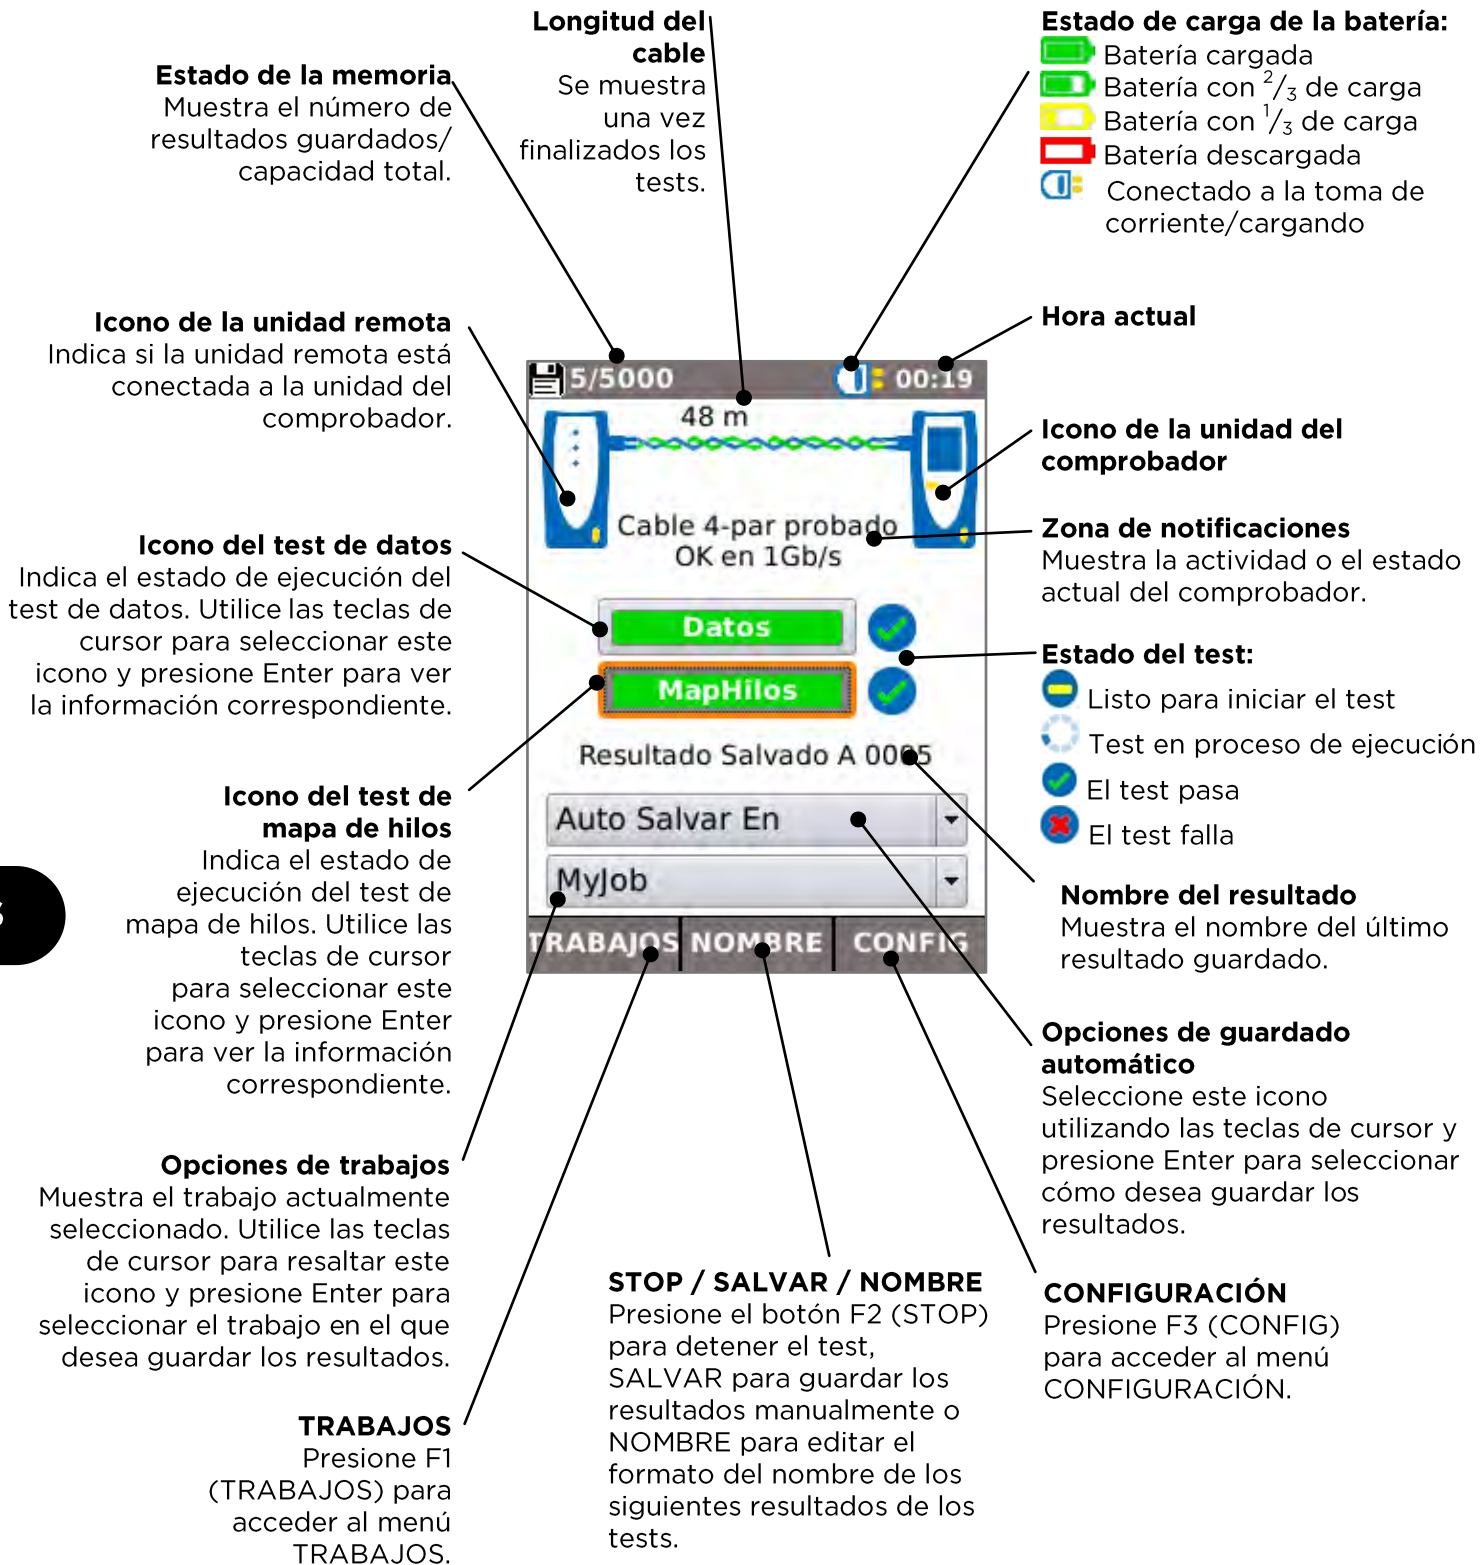 Longitud del
cable
Se muestra
una vez
finalizados los
tests.
Estado de la memoria
Muestra el número de
resultados guardados/
capacidad total.
Estado de carga de la batería:
Batería cargada
Batería con 2/3 de carga
Batería con 1/3 de carga
Batería descargada
Conectado a la toma de
corriente/cargando
Icono de la unidad remota
Indica si la unidad remota está
conectada a la unidad del
comprobador.
Hora actual
Icono de la unidad del
comprobador
Zona de notificaciones
Muestra la actividad o el estado
actual del comprobador.
Icono del test de datos
Indica el estado de ejecución del
test de datos. Utilice las teclas de
cursor para seleccionar este
icono y presione Enter para ver
la información correspondiente.
5/5000
00:19
48 m
Cable 4-par probado
OK en 1Gb/s
Datos
MapHilos
Resultado Salvado A 0005
Auto Salvar En
MyJob
TRABAJOS
NOMBRE
CONFIG
Estado del test:
Listo para iniciar el test
Test en proceso de ejecución
El test pasa
El test falla
Icono del test de
mapa de hilos
Indica el estado de
ejecución del test de
mapa de hilos. Utilice las
teclas de cursor
para seleccionar este
icono y presione Enter
para ver la información
correspondiente.
Nombre del resultado
Muestra el nombre del último
resultado guardado.
Opciones de guardado
automático
Seleccione este icono
utilizando las teclas de cursor y
presione Enter para seleccionar
cómo desea guardar los
resultados.
Opciones de trabajos
Muestra el trabajo actualmente
seleccionado. Utilice las teclas
de cursor para resaltar este
icono y presione Enter para
seleccionar el trabajo en el que
desea guardar los resultados.
STOP / SALVAR / NOMBRE
Presione el botón F2 (STOP)
para detener el test,
SALVAR para guardar los
resultados manualmente o
NOMBRE para editar el
formato del nombre de los
siguientes resultados de los
tests.
CONFIGURACIÓN
Presione F3 (CONFIG)
para acceder al menú
CONFIGURACIÓN.
TRABAJOS
Presione F1
(TRABAJOS) para
acceder al menú
TRABAJOS.